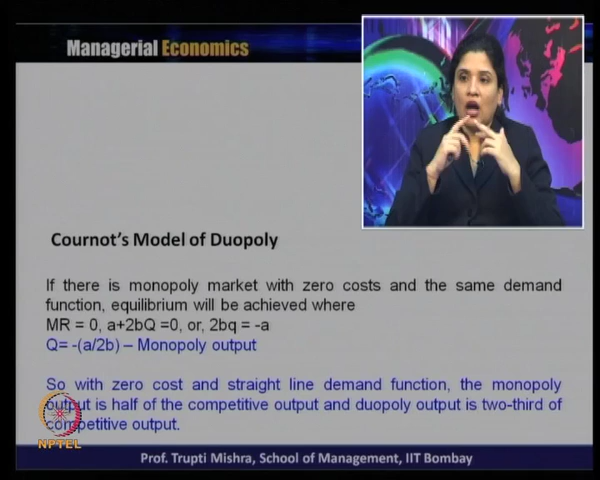 Managerial Economics
Cournot's Model of Duopoly
If there is monopoly market with zero costs and the same demand
function, equilibrium will be achieved where
MR = 0, a+2bQ =0, or, 2bq = -a
Q= -(a/2b) – Monopoly output
So with zero cost and straight line demand function, the monopoly
output is half of the competitive output and duopoly output is two-third of
competitive output.
NPTEL
Prof. Trupti Mishra, School of Management, IIT Bombay